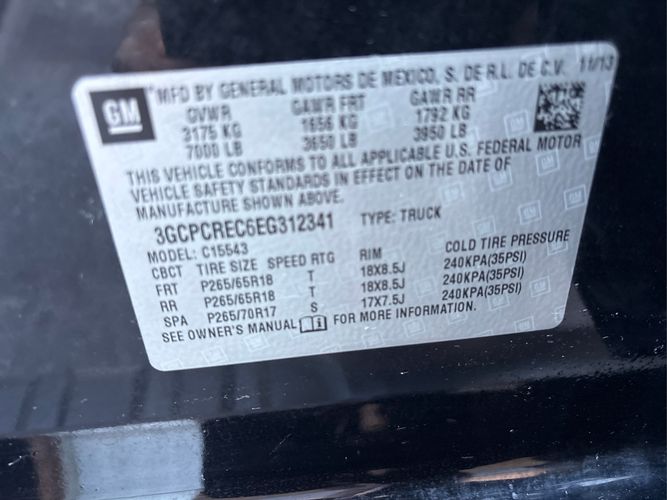 GM MFD BY GENERAL MOTORS DE MEXICO, S. DE R.L. DE C.V. 11/13
GVWR GAWR FRT GAWR RR
3175 KG 1656 KG 1792 KG
7000 LB 3650 LB 3950 LB
THIS VEHICLE CONFORMS TO ALL APPLICABLE U.S. FEDERAL MOTOR
VEHICLE SAFETY STANDARDS IN EFFECT ON THE DATE OF
MANUFACTURE SHOWN ABOVE.
3GCPCREC6EG312341 TYPE: TRUCK
MODEL: C15543
CBCT TIRE SIZE SPEED RTG RIM COLD TIRE PRESSURE
FRT P265/65R18 T 18X8.5J 240KPA(35PSI)
RR P265/65R18 T 18X8.5J 240KPA(35PSI)
SPA P265/70R17 S 17X7.5J 240KPA(35PSI)
SEE OWNER'S MANUAL FOR MORE INFORMATION.